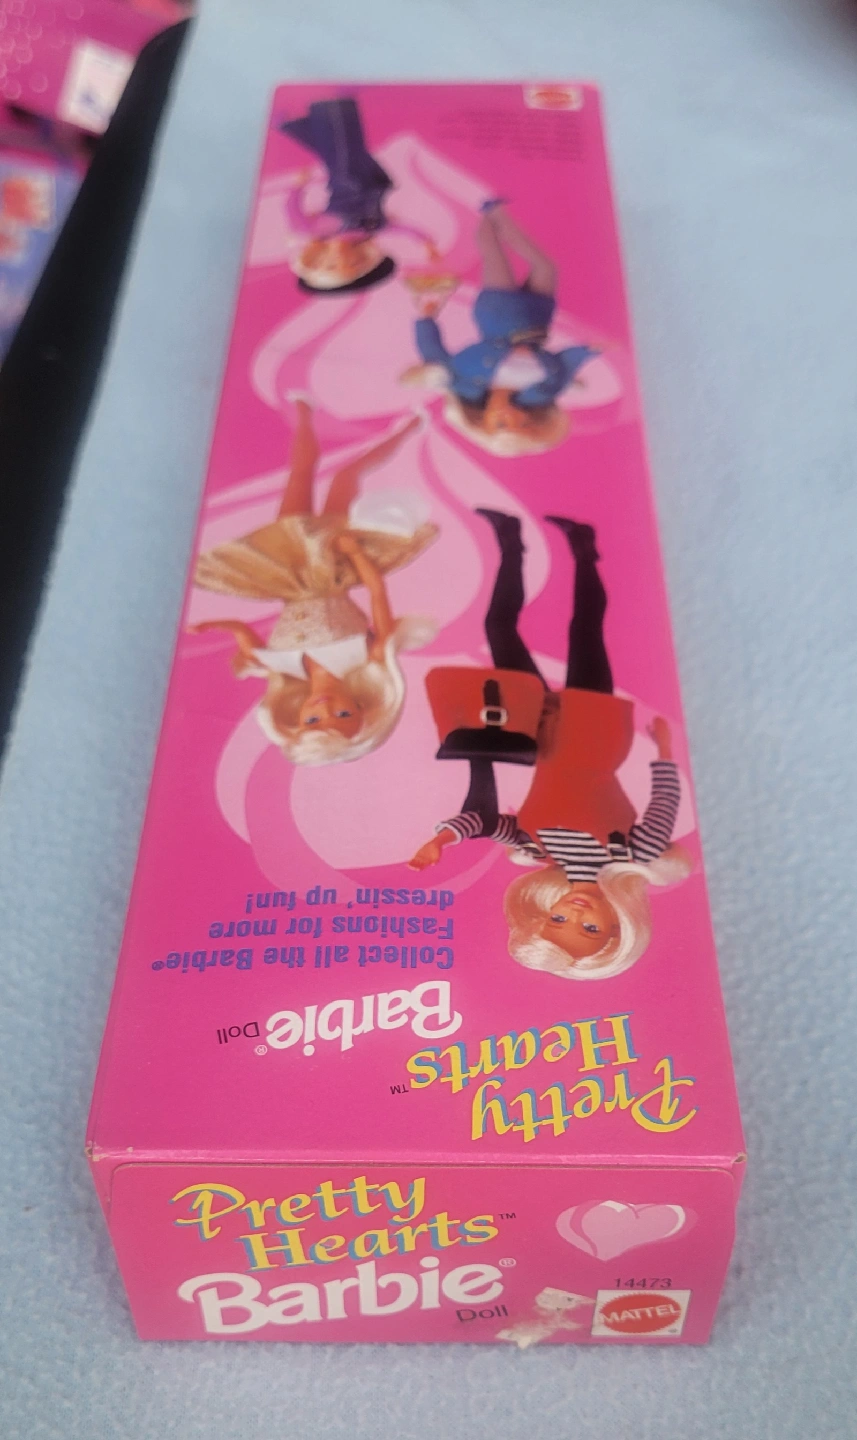 Pretty
Hearts™
Barbie®
Doll
14473
MATTEL®
Pretty
Hearts™
Barbie® Doll
Collect all the Barbie®
Fashions for more
dressin' up fun!